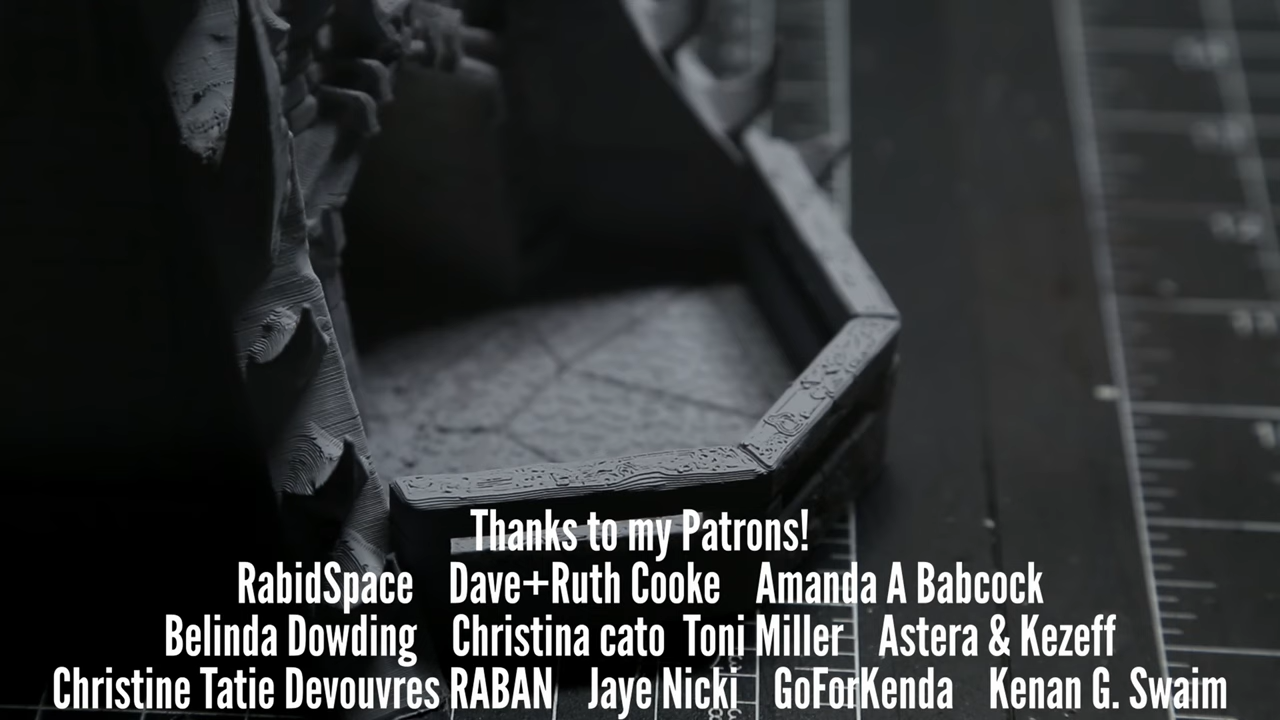 Thanks to my Patrons!
RabidSpace Dave+Ruth Cooke Amanda A Babcock
Belinda Dowding Christina cato Toni Miller Astera & Kezeff
Christine Tatie Devouvres RABAN Jaye Nicki GoForKenda Kenan G. Swaim